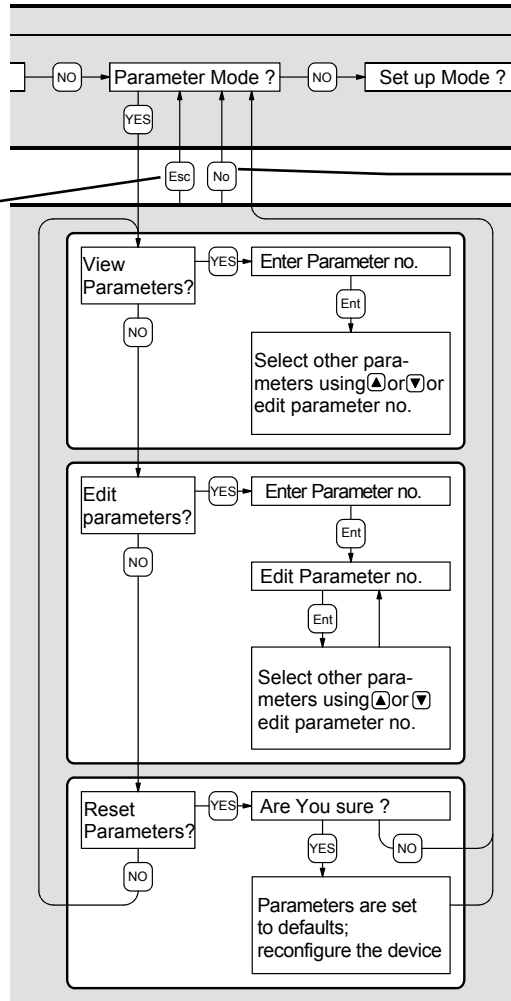 NO
Parameter Mode ?
NO
Set up Mode ?
YES
Esc
No
View
Parameters?
YES
Enter Parameter no.
Ent
NO
Select other para-
meters using ▲ or ▼ or
edit parameter no.
Edit
parameters?
YES
Enter Parameter no.
Ent
NO
Edit Parameter no.
Ent
Select other para-
meters using ▲ or ▼
edit parameter no.
Reset
Parameters?
YES
Are You sure ?
YES
NO
NO
Parameters are set
to defaults;
reconfigure the device